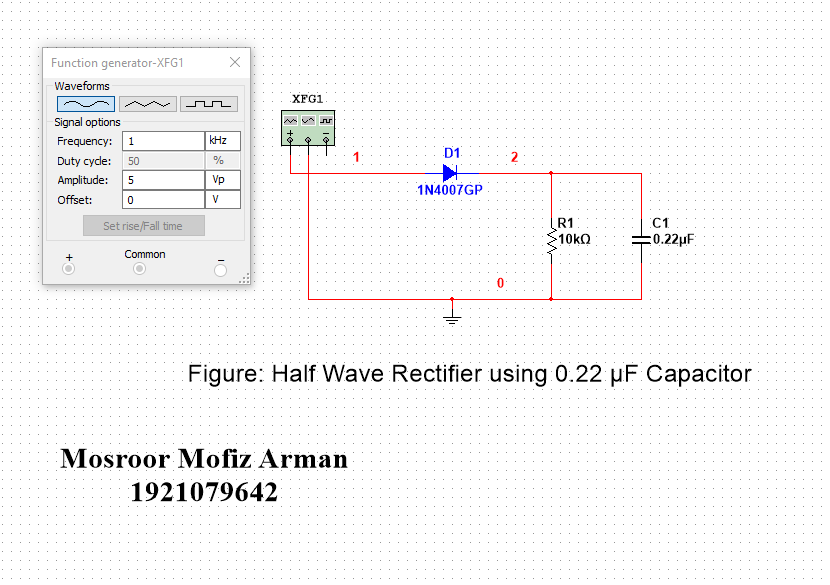 Function generator-XFG1
Waveforms
Signal options
Frequency: 1 kHz
Duty cycle: 50 %
Amplitude: 5 Vp
Offset: 0 V
Set rise/Fall time
+ Common −
XFG1
+ −
1 D1 2
1N4007GP
R1
10kΩ
C1
0.22µF
0
Figure: Half Wave Rectifier using 0.22 µF Capacitor
Mosroor Mofiz Arman
1921079642